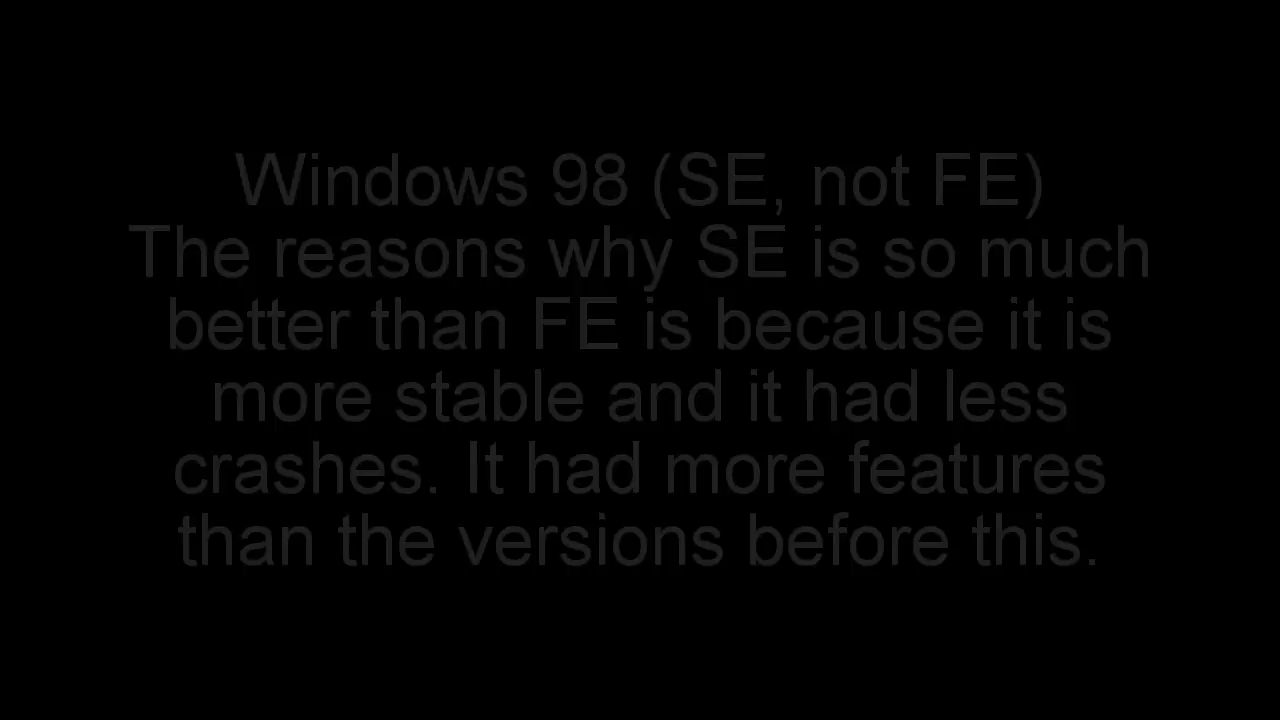 Windows 98 (SE, not FE)
The reasons why SE is so much
better than FE is because it is
more stable and it had less
crashes. It had more features
than the versions before this.